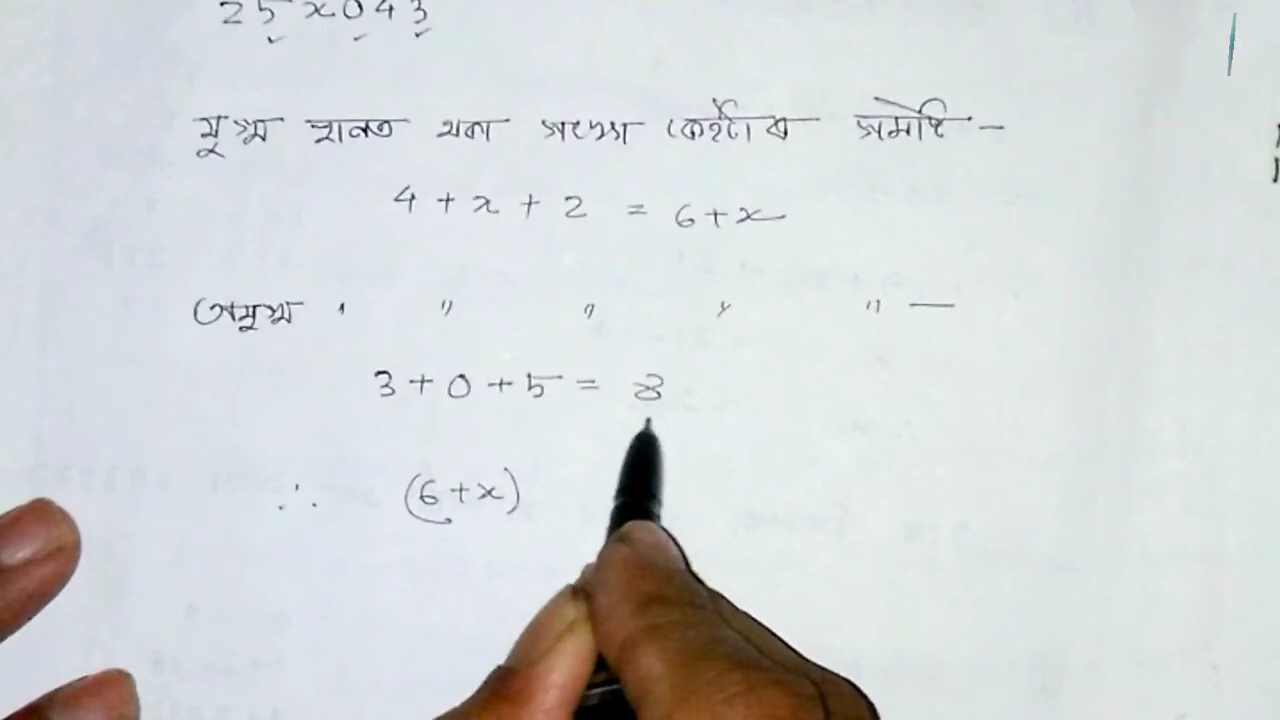 25x043
যুগ্ম স্থানত থকা সংখ্যা কেইটাৰ সমষ্টি –
4 + x + 2 = 6 + x
অযুগ্ম " " " " " —
3 + 0 + 5 = 8
∴ (6 + x)